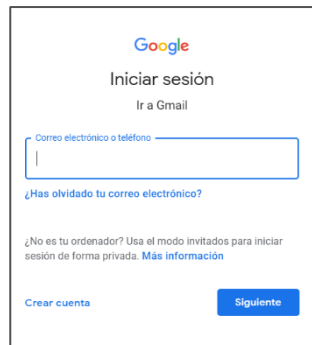 Google
Iniciar sesión
Ir a Gmail
Correo electrónico o teléfono
¿Has olvidado tu correo electrónico?
¿No es tu ordenador? Usa el modo invitados para iniciar
sesión de forma privada. Más información
Crear cuenta
Siguiente